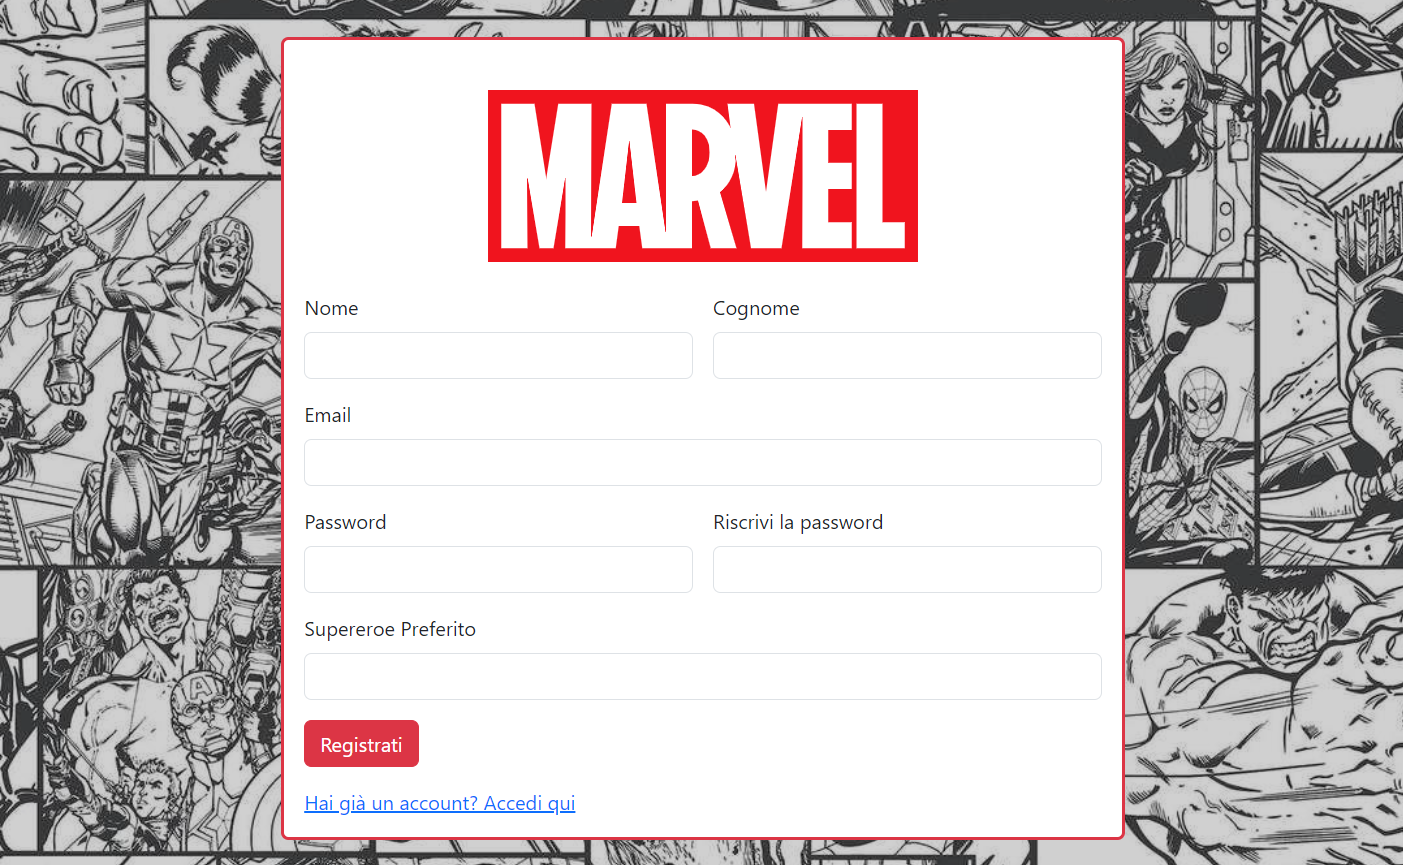 MARVEL
Nome
Cognome
Email
Password
Riscrivi la password
Supereroe Preferito
Registrati
Hai già un account? Accedi qui